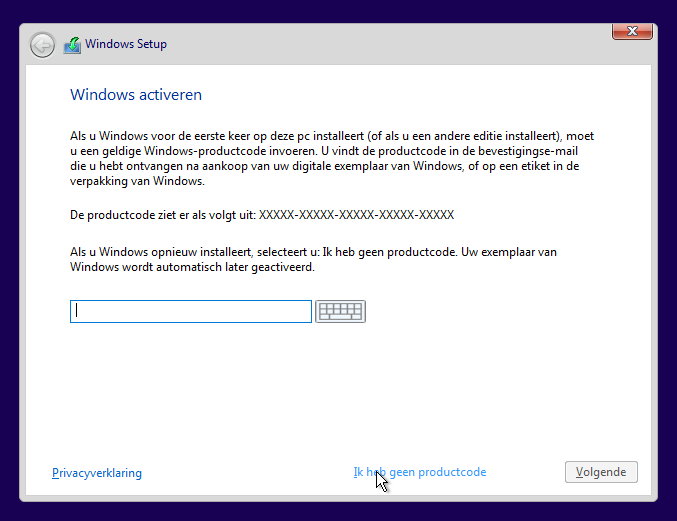 Windows Setup
Windows activeren
Als u Windows voor de eerste keer op deze pc installeert (of als u een andere editie installeert), moet
u een geldige Windows-productcode invoeren. U vindt de productcode in de bevestigingse-mail
die u hebt ontvangen na aankoop van uw digitale exemplaar van Windows, of op een etiket in de
verpakking van Windows.
De productcode ziet er als volgt uit: XXXXX-XXXXX-XXXXX-XXXXX-XXXXX
Als u Windows opnieuw installeert, selecteert u: Ik heb geen productcode. Uw exemplaar van
Windows wordt automatisch later geactiveerd.
Privacyverklaring
Ik heb geen productcode
Volgende